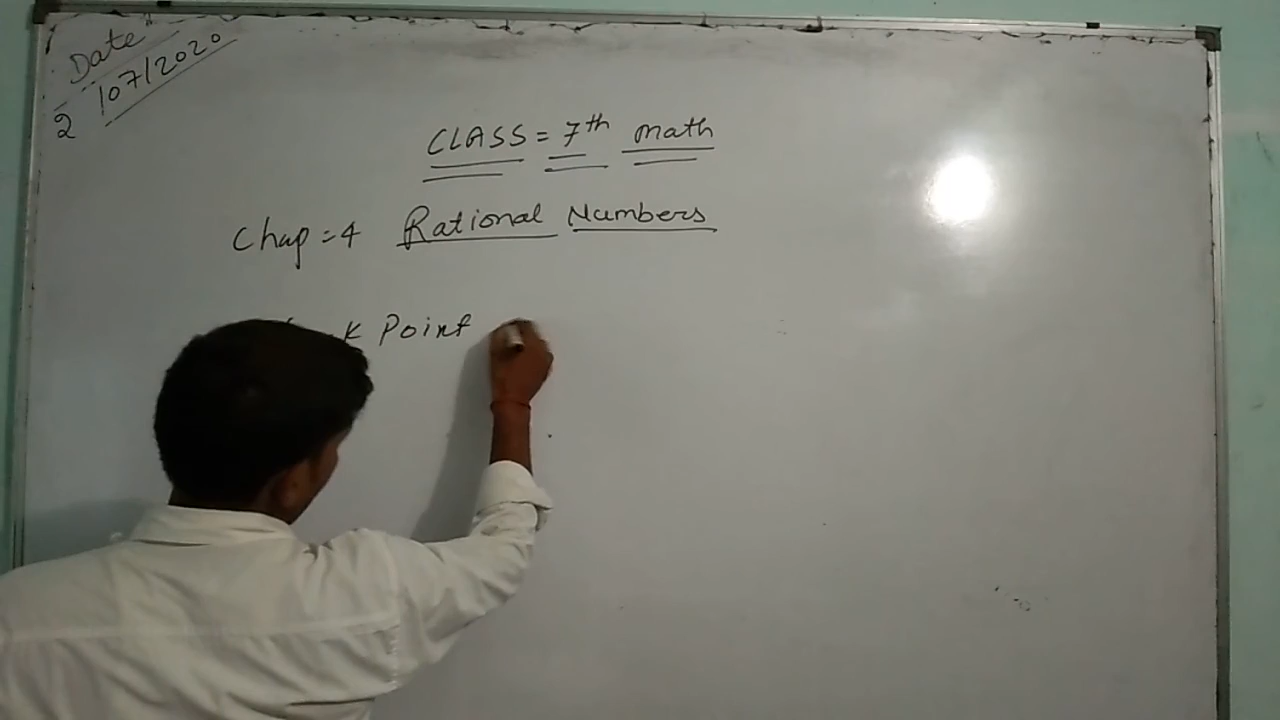 Date
2/07/2020
CLASS = 7th math
Chap = 4 Rational Numbers
Point